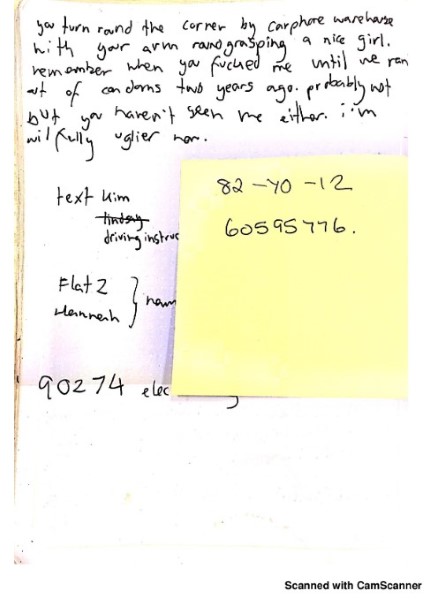 you turn round the corner by carphone warehouse
with your arm round grasping a nice girl.
remember when you fucked me until we ran
out of condoms two years ago. probably not
but you haven't seen me either. i'm
wilfully uglier now.
text Kim
lindsay
driving instruc
82-40-12
60595776.
Flat 2
Hannah
90274 elec
Scanned with CamScanner